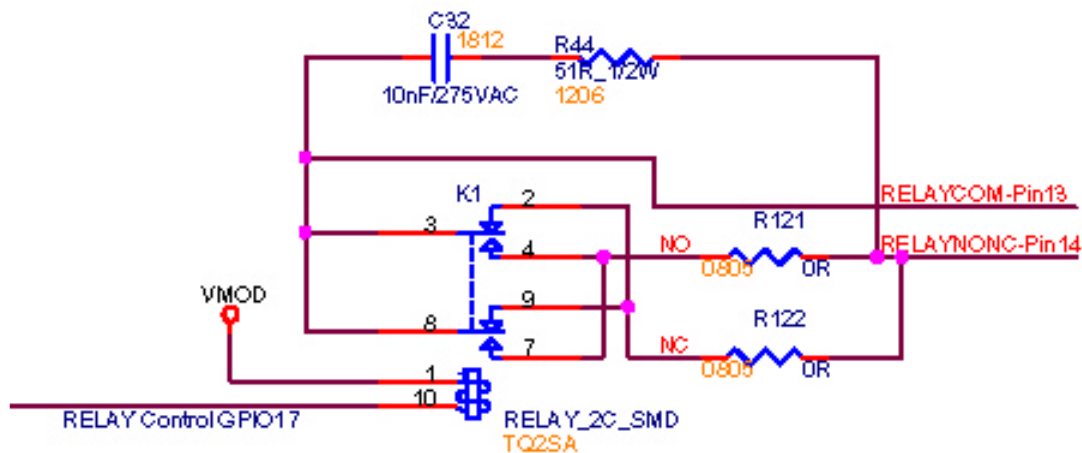 C32
1812
R44
51R_1/2W
10nF/275VAC
1206
K1
2
RELAYCOM-Pin13
R121
3
4
NO
RELAYNONC-Pin14
0805
0R
VMOD
9
R122
8
7
NC
0805
0R
1
10
RELAY Control GPIO17
RELAY_2C_SMD
TQ2SA